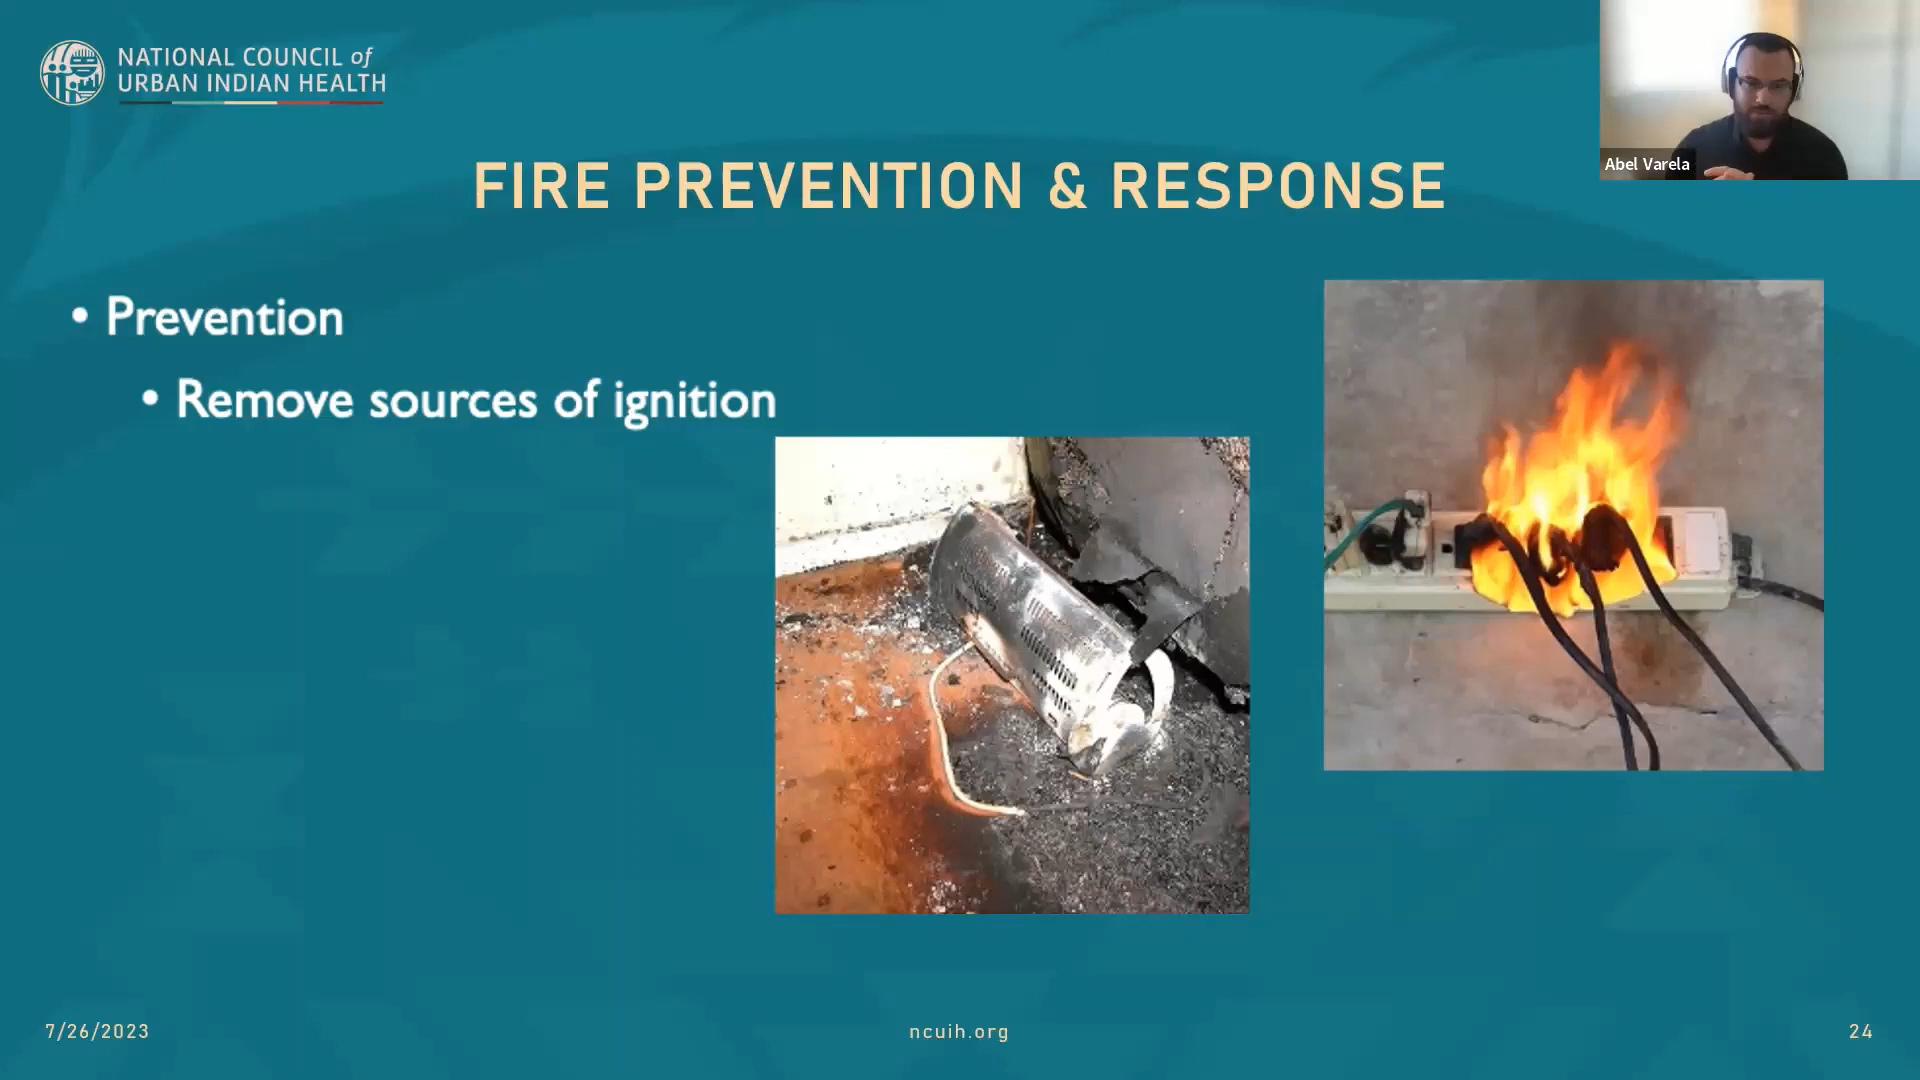 NATIONAL COUNCIL of
URBAN INDIAN HEALTH
Abel Varela
FIRE PREVENTION & RESPONSE
• Prevention
• Remove sources of ignition
7/26/2023
ncuih.org
24